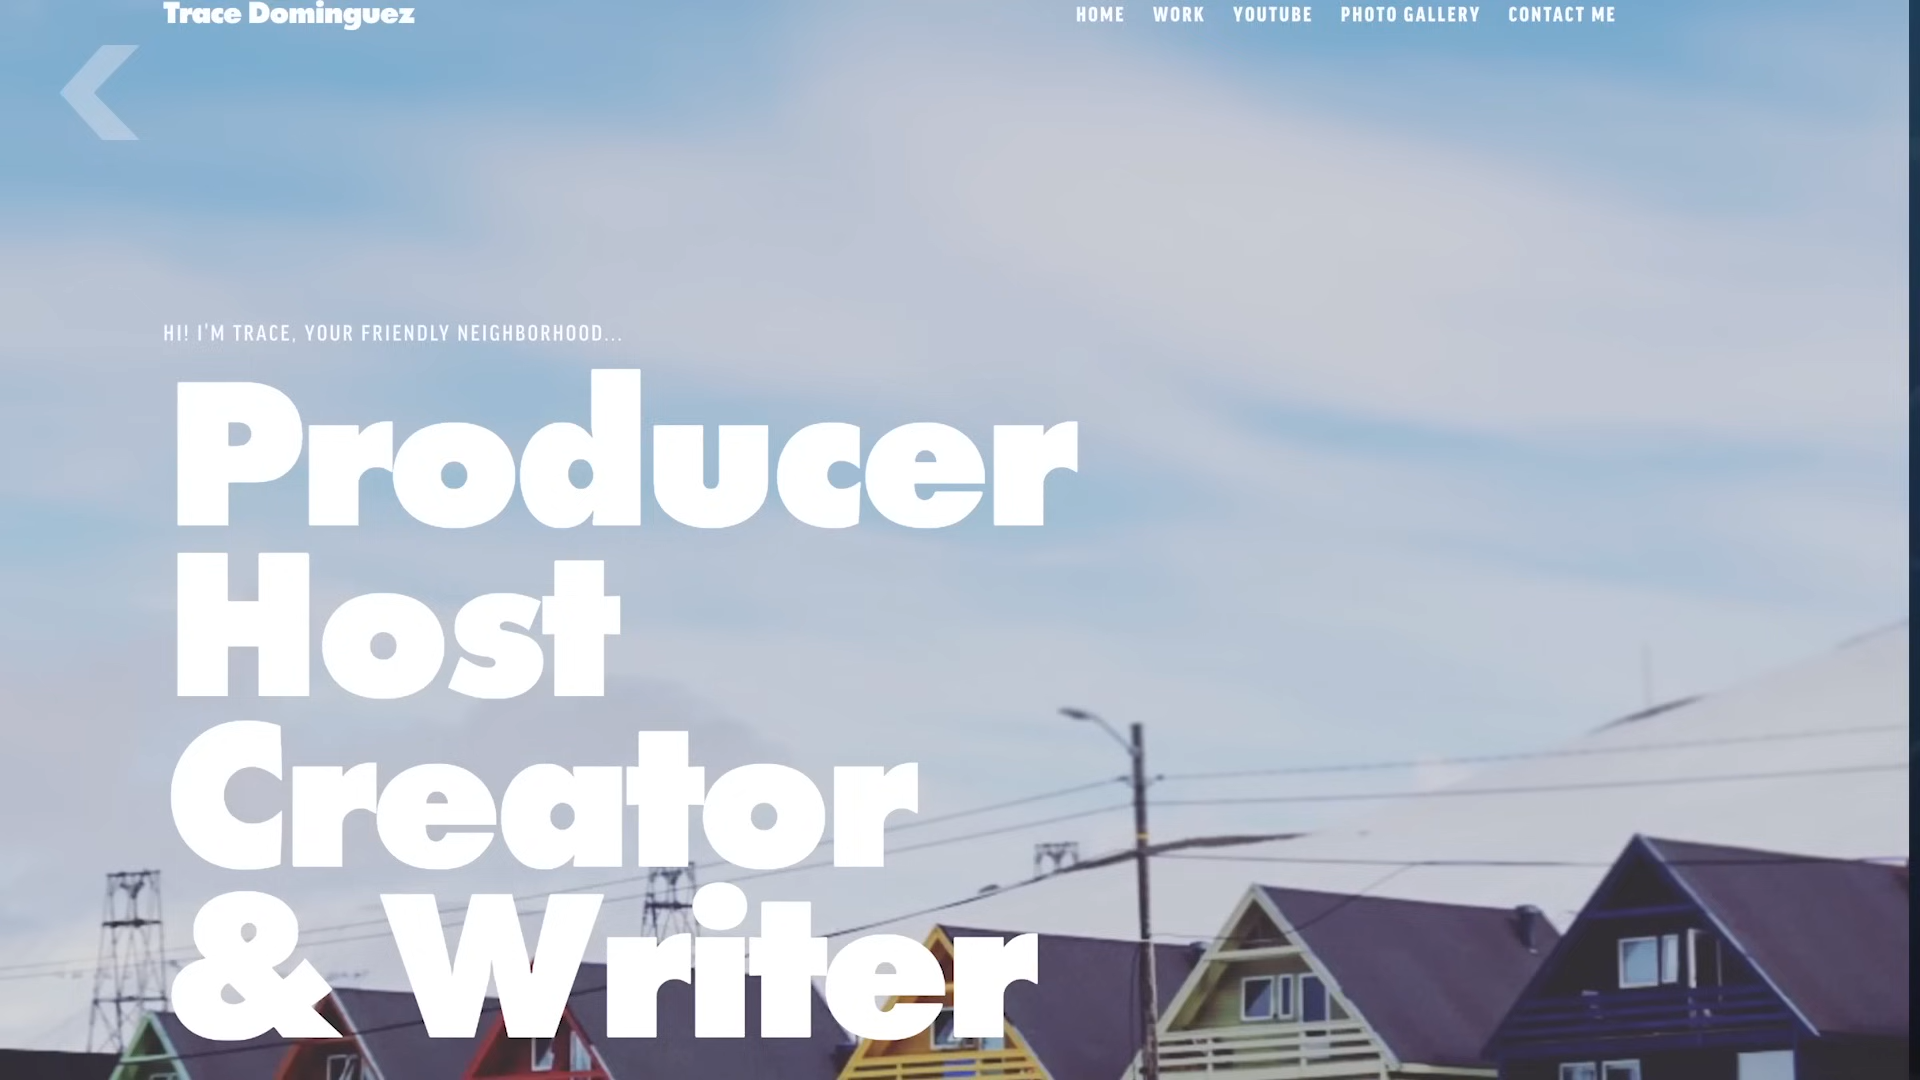 Trace Dominguez
HOME WORK YOUTUBE PHOTO GALLERY CONTACT ME
HI! I'M TRACE, YOUR FRIENDLY NEIGHBORHOOD...
Producer
Host
Creator
& Writer